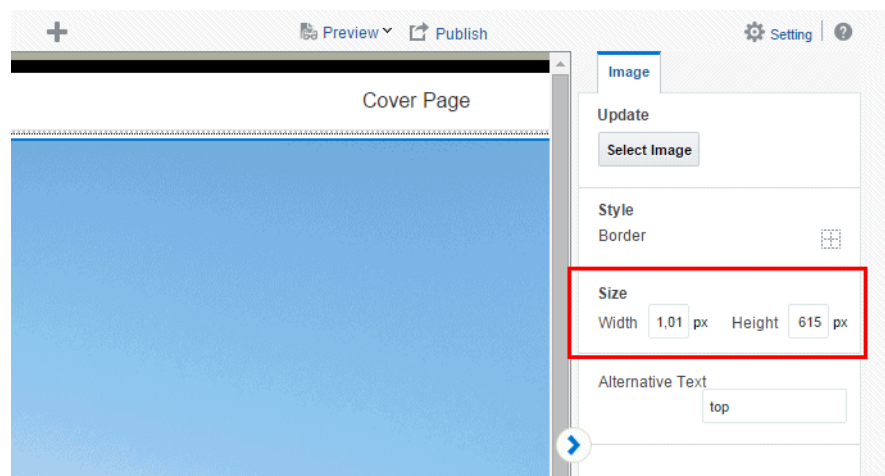 Preview Publish Setting ?
Image
Cover Page
Update
Select Image
Style
Border
Size
Width 1,01 px Height 615 px
Alternative Text
top